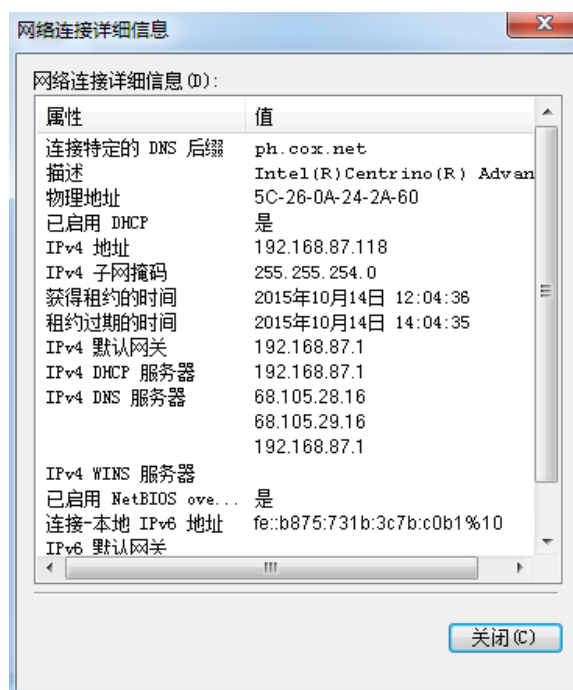 网络连接详细信息
网络连接详细信息(D):
属性 值
连接特定的 DNS 后缀 ph.cox.net
描述 Intel(R)Centrino(R) Advan
物理地址 5C-26-0A-24-2A-60
已启用 DHCP 是
IPv4 地址 192.168.87.118
IPv4 子网掩码 255.255.254.0
获得租约的时间 2015年10月14日 12:04:36
租约过期的时间 2015年10月14日 14:04:35
IPv4 默认网关 192.168.87.1
IPv4 DHCP 服务器 192.168.87.1
IPv4 DNS 服务器 68.105.28.16
68.105.29.16
192.168.87.1
IPv4 WINS 服务器
已启用 NetBIOS ove... 是
连接-本地 IPv6 地址 fe::b875:731b:3c7b:c0b1%10
IPv6 默认网关
关闭(C)